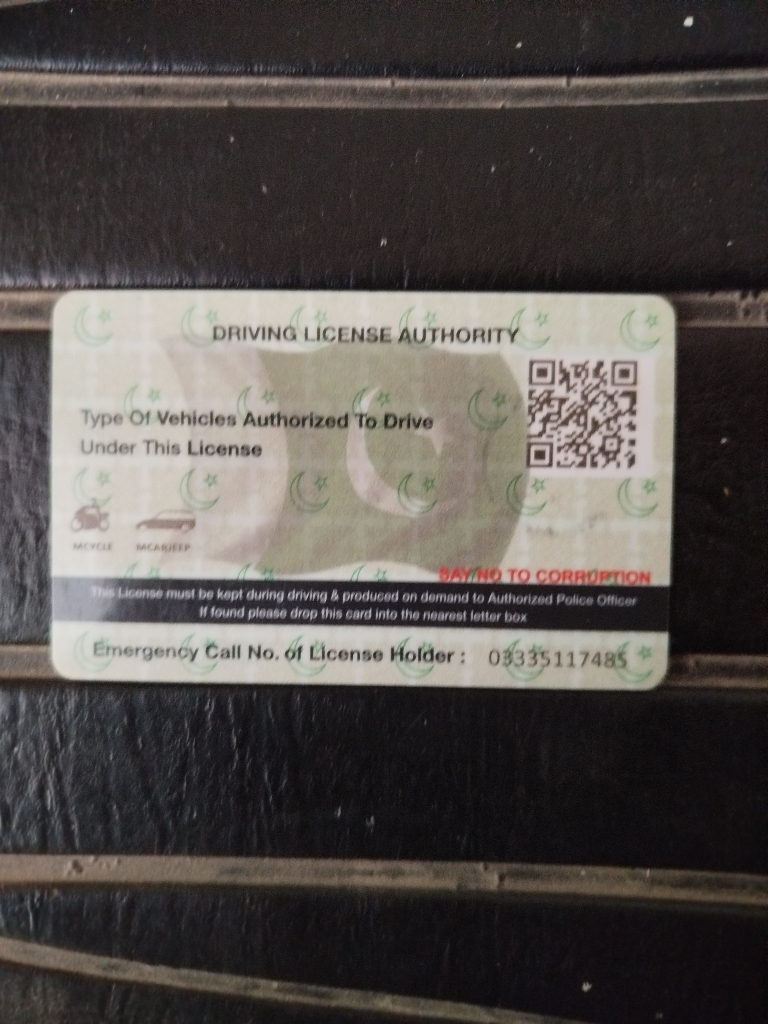 DRIVING LICENSE AUTHORITY
Type Of Vehicles Authorized To Drive
Under This License
MCYCLE MCAR/JEEP
SAY NO TO CORRUPTION
This License must be kept during driving & produced on demand to Authorized Police Officer
If found please drop this card into the nearest letter box
Emergency Call No. of License Holder : 03335117485